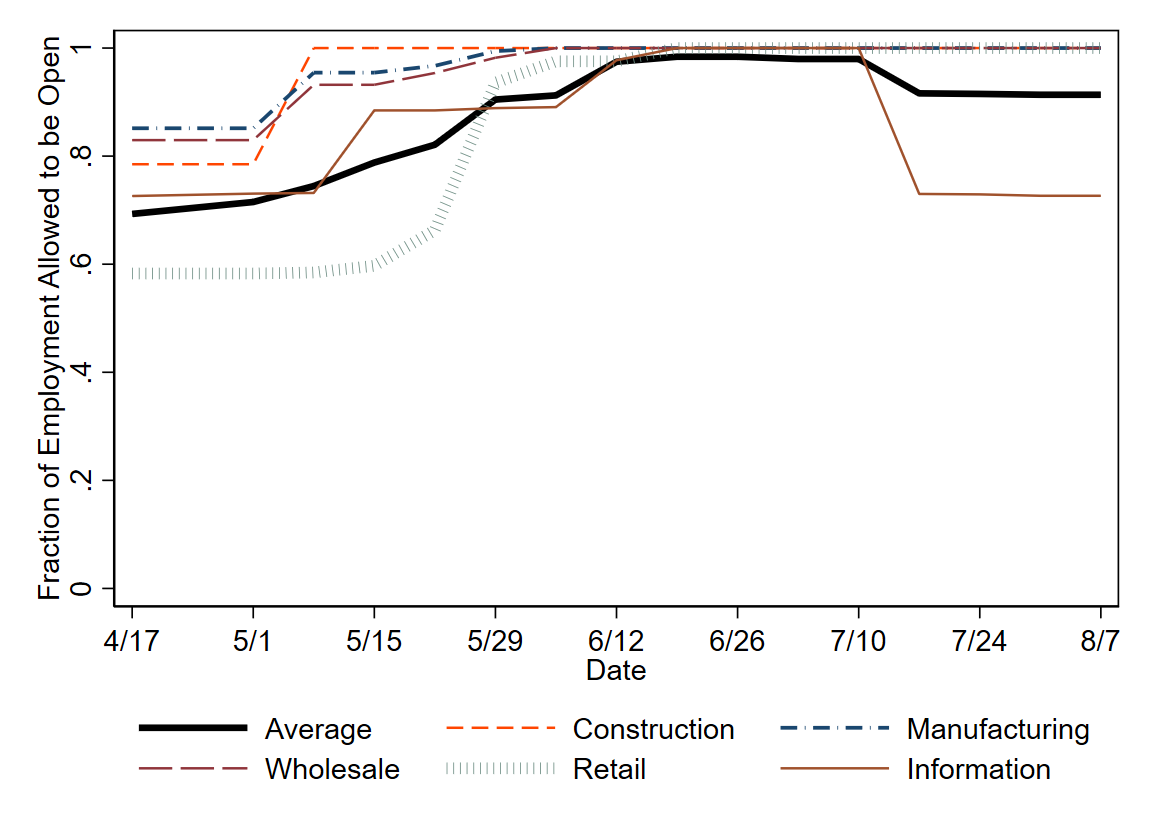 Fraction of Employment Allowed to be Open
1
.8
.6
.4
.2
0
4/17 5/1 5/15 5/29 6/12 6/26 7/10 7/24 8/7
Date
Average Construction Manufacturing
Wholesale Retail Information